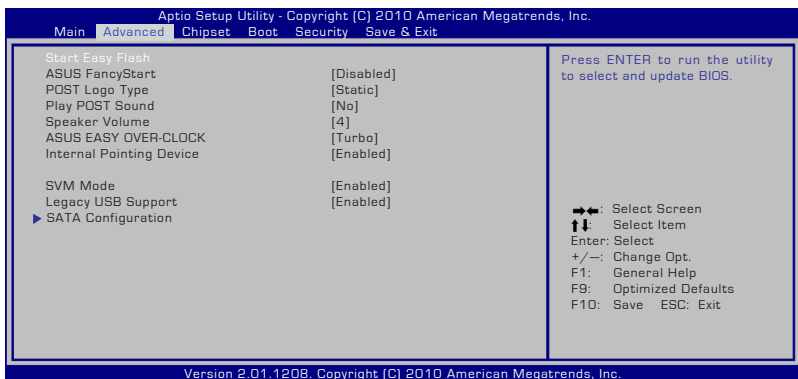 Aptio Setup Utility - Copyright (C) 2010 American Megatrends, Inc.
Main Advanced Chipset Boot Security Save & Exit
Start Easy Flash
ASUS FancyStart [Disabled]
POST Logo Type [Static]
Play POST Sound [No]
Speaker Volume [4]
ASUS EASY OVER-CLOCK [Turbo]
Internal Pointing Device [Enabled]
SVM Mode [Enabled]
Legacy USB Support [Enabled]
SATA Configuration
Press ENTER to run the utility
to select and update BIOS.
→←: Select Screen
↑↓: Select Item
Enter: Select
+/—: Change Opt.
F1: General Help
F9: Optimized Defaults
F10: Save ESC: Exit
Version 2.01.1208. Copyright (C) 2010 American Megatrends, Inc.